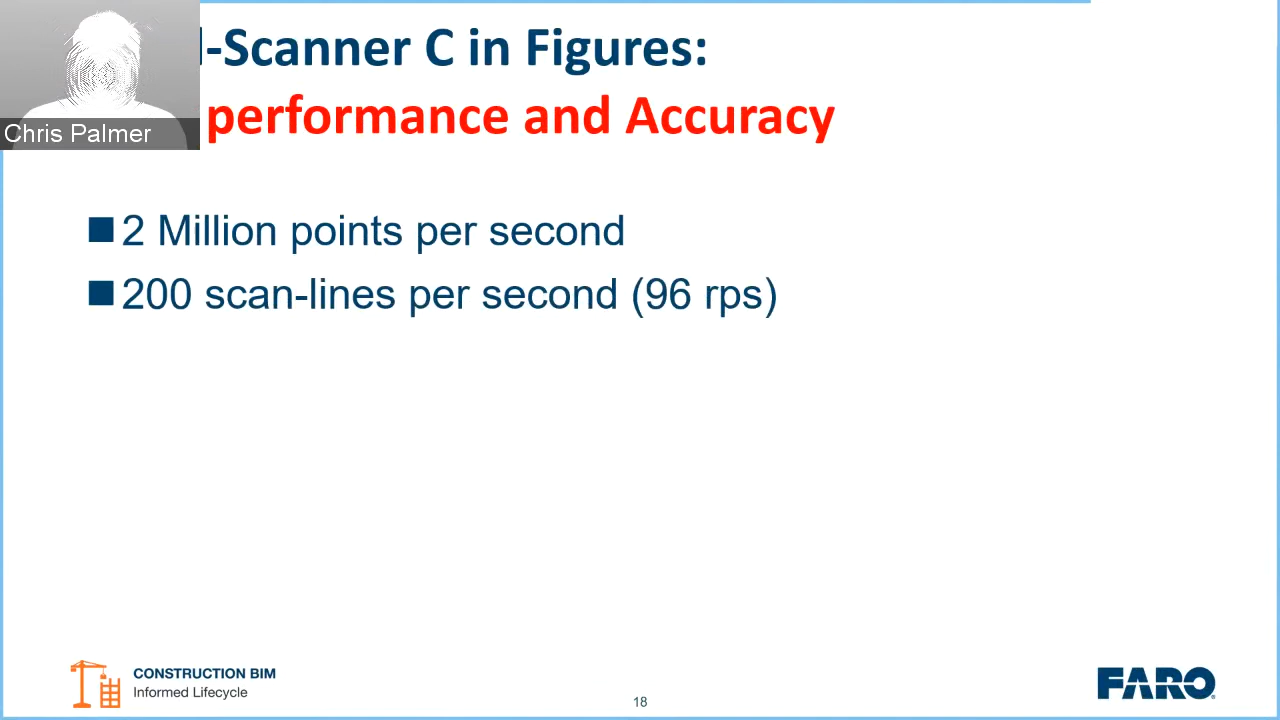 -Scanner C in Figures:
performance and Accuracy
Chris Palmer
2 Million points per second
200 scan-lines per second (96 rps)
CONSTRUCTION BIM
Informed Lifecycle
18
FARO